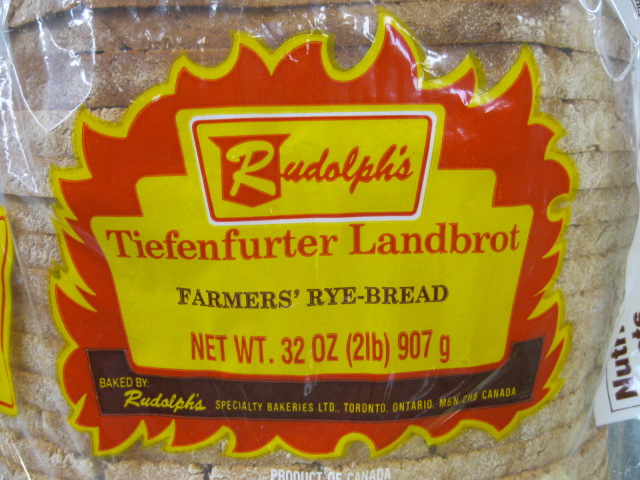 Rudolph's
Tiefenfurter Landbrot
FARMERS' RYE-BREAD
NET WT. 32 OZ (2lb) 907 g
BAKED BY:
Rudolph's SPECIALTY BAKERIES LTD., TORONTO, ONTARIO, M6N 2H8 CANADA
PRODUCT OF CANADA